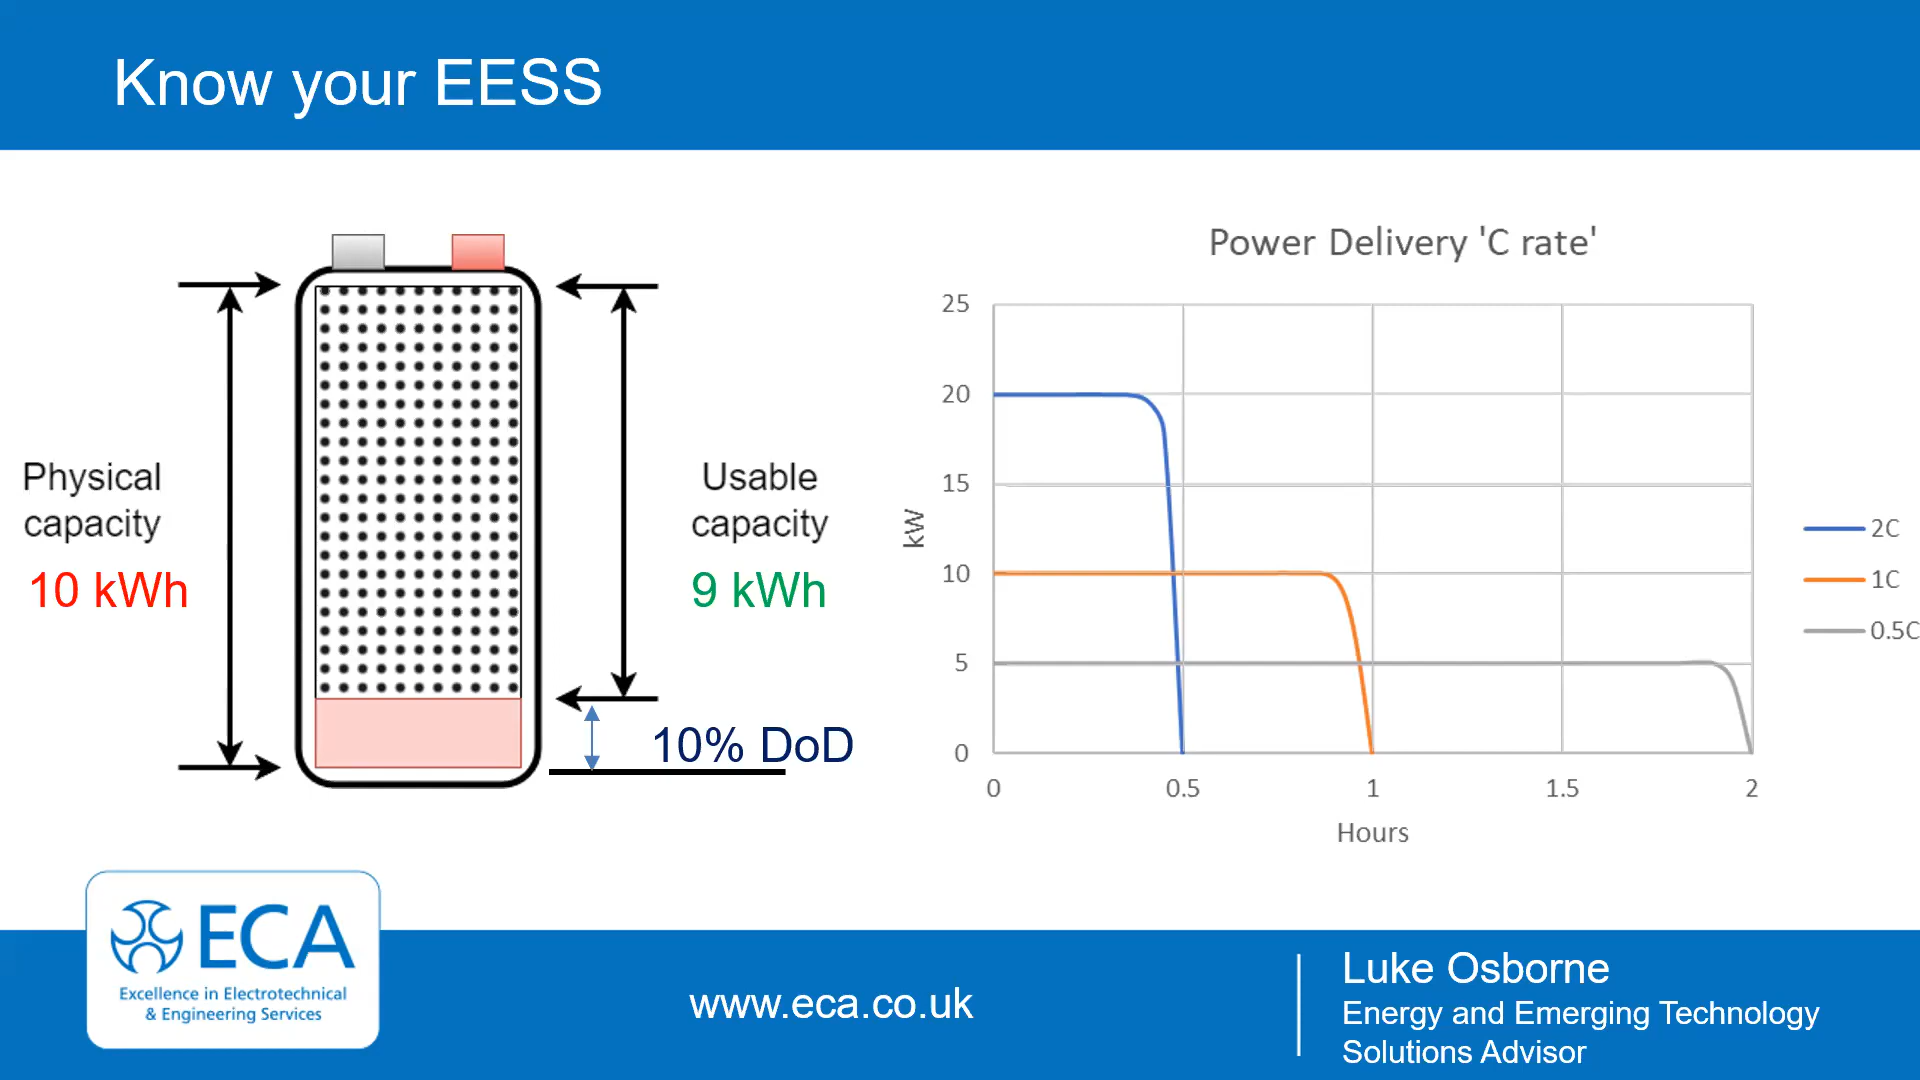 Know your EESS
Physical
capacity
10 kWh
Usable
capacity
9 kWh
10% DoD
Power Delivery 'C rate'
25
20
15
10
5
0
kW
0 0.5 1 1.5 2
Hours
2C
1C
0.5C
ECA
Excellence in Electrotechnical
& Engineering Services
www.eca.co.uk
Luke Osborne
Energy and Emerging Technology
Solutions Advisor